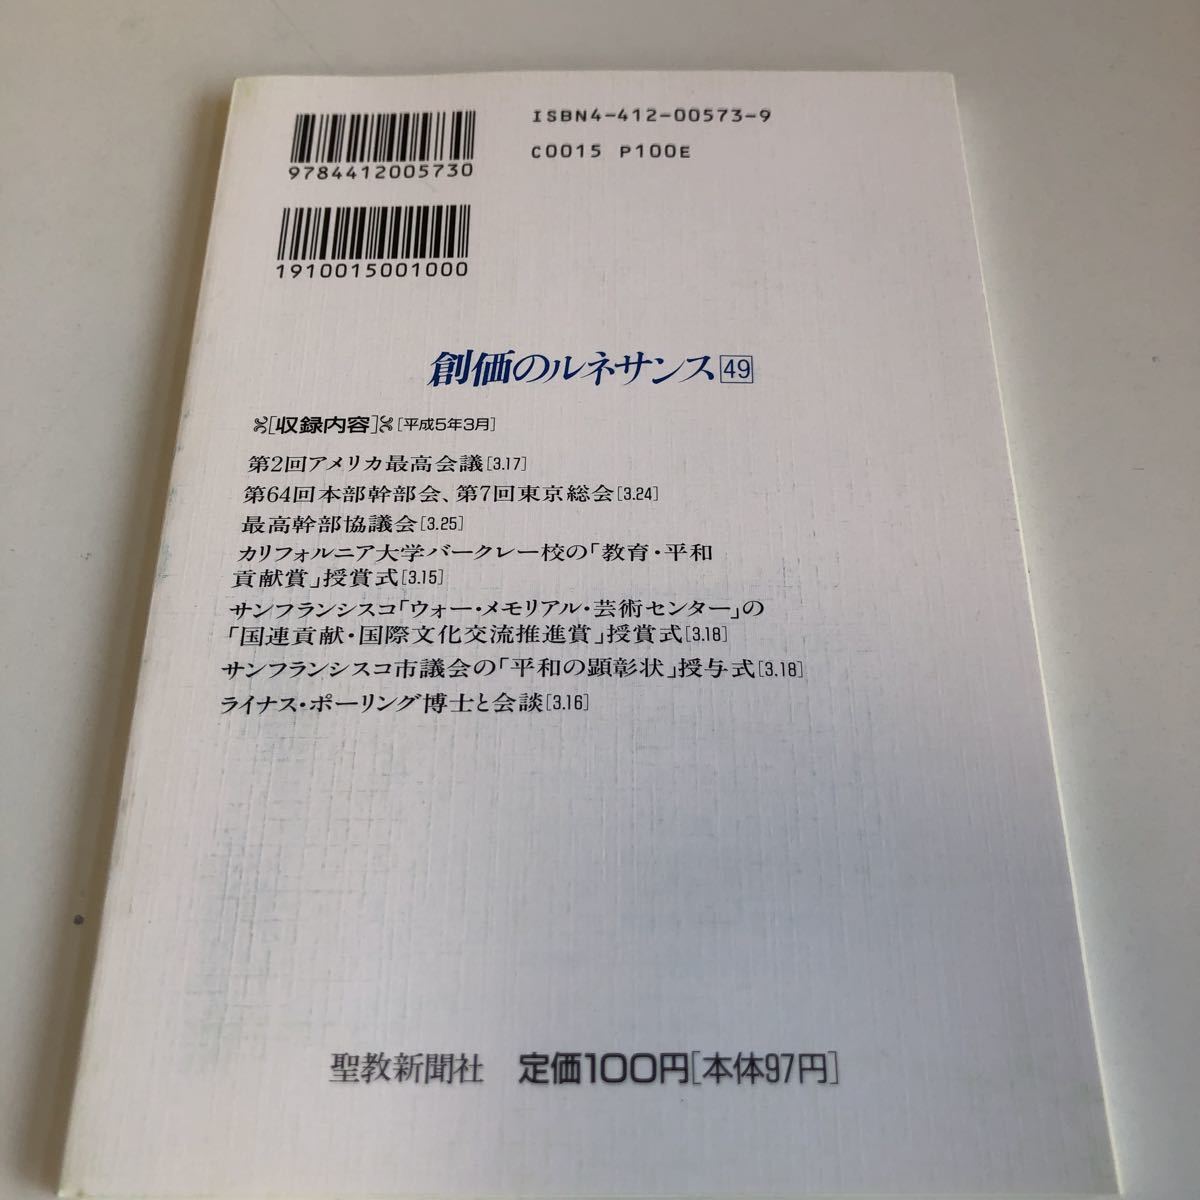 ISBN4-412-00573-9
C0015 P100E
9784412005730
1910015001000
創価のルネサンス49
[収録内容][平成5年3月]
第2回アメリカ最高会議[3.17]
第64回本部幹部会、第7回東京総会[3.24]
最高幹部協議会[3.25]
カリフォルニア大学バークレー校の「教育・平和
貢献賞」授賞式[3.15]
サンフランシスコ「ウォー・メモリアル・芸術センター」の
「国連貢献・国際文化交流推進賞」授賞式[3.18]
サンフランシスコ市議会の「平和の顕彰状」授与式[3.18]
ライナス・ポーリング博士と会談[3.16]
聖教新聞社 定価100円[本体97円]